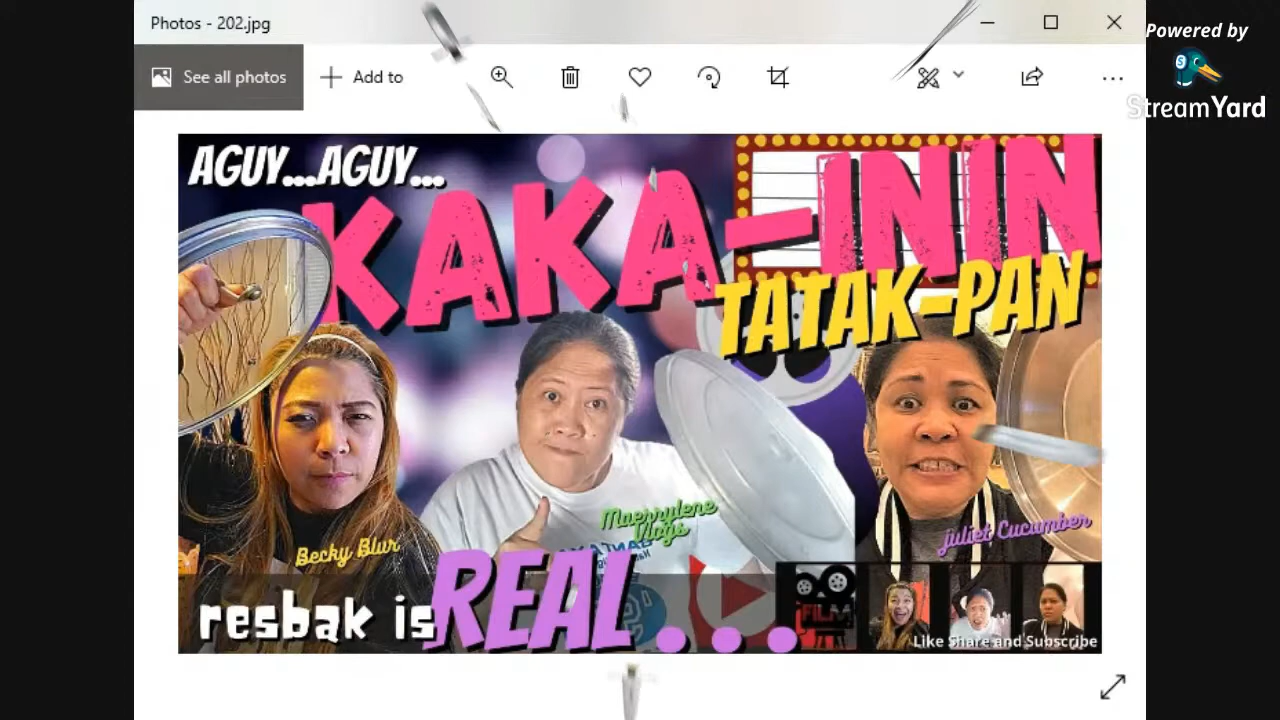 Photos - 202.jpg
Powered by
StreamYard
See all photos
Add to
AGUY...AGUY...
KAKA-ININ
TATAK-PAN
Maerrylene
Vlogs
Juliet Cucumber
Becky Blur
resbak is REAL...
FILM
Like Share and Subscribe